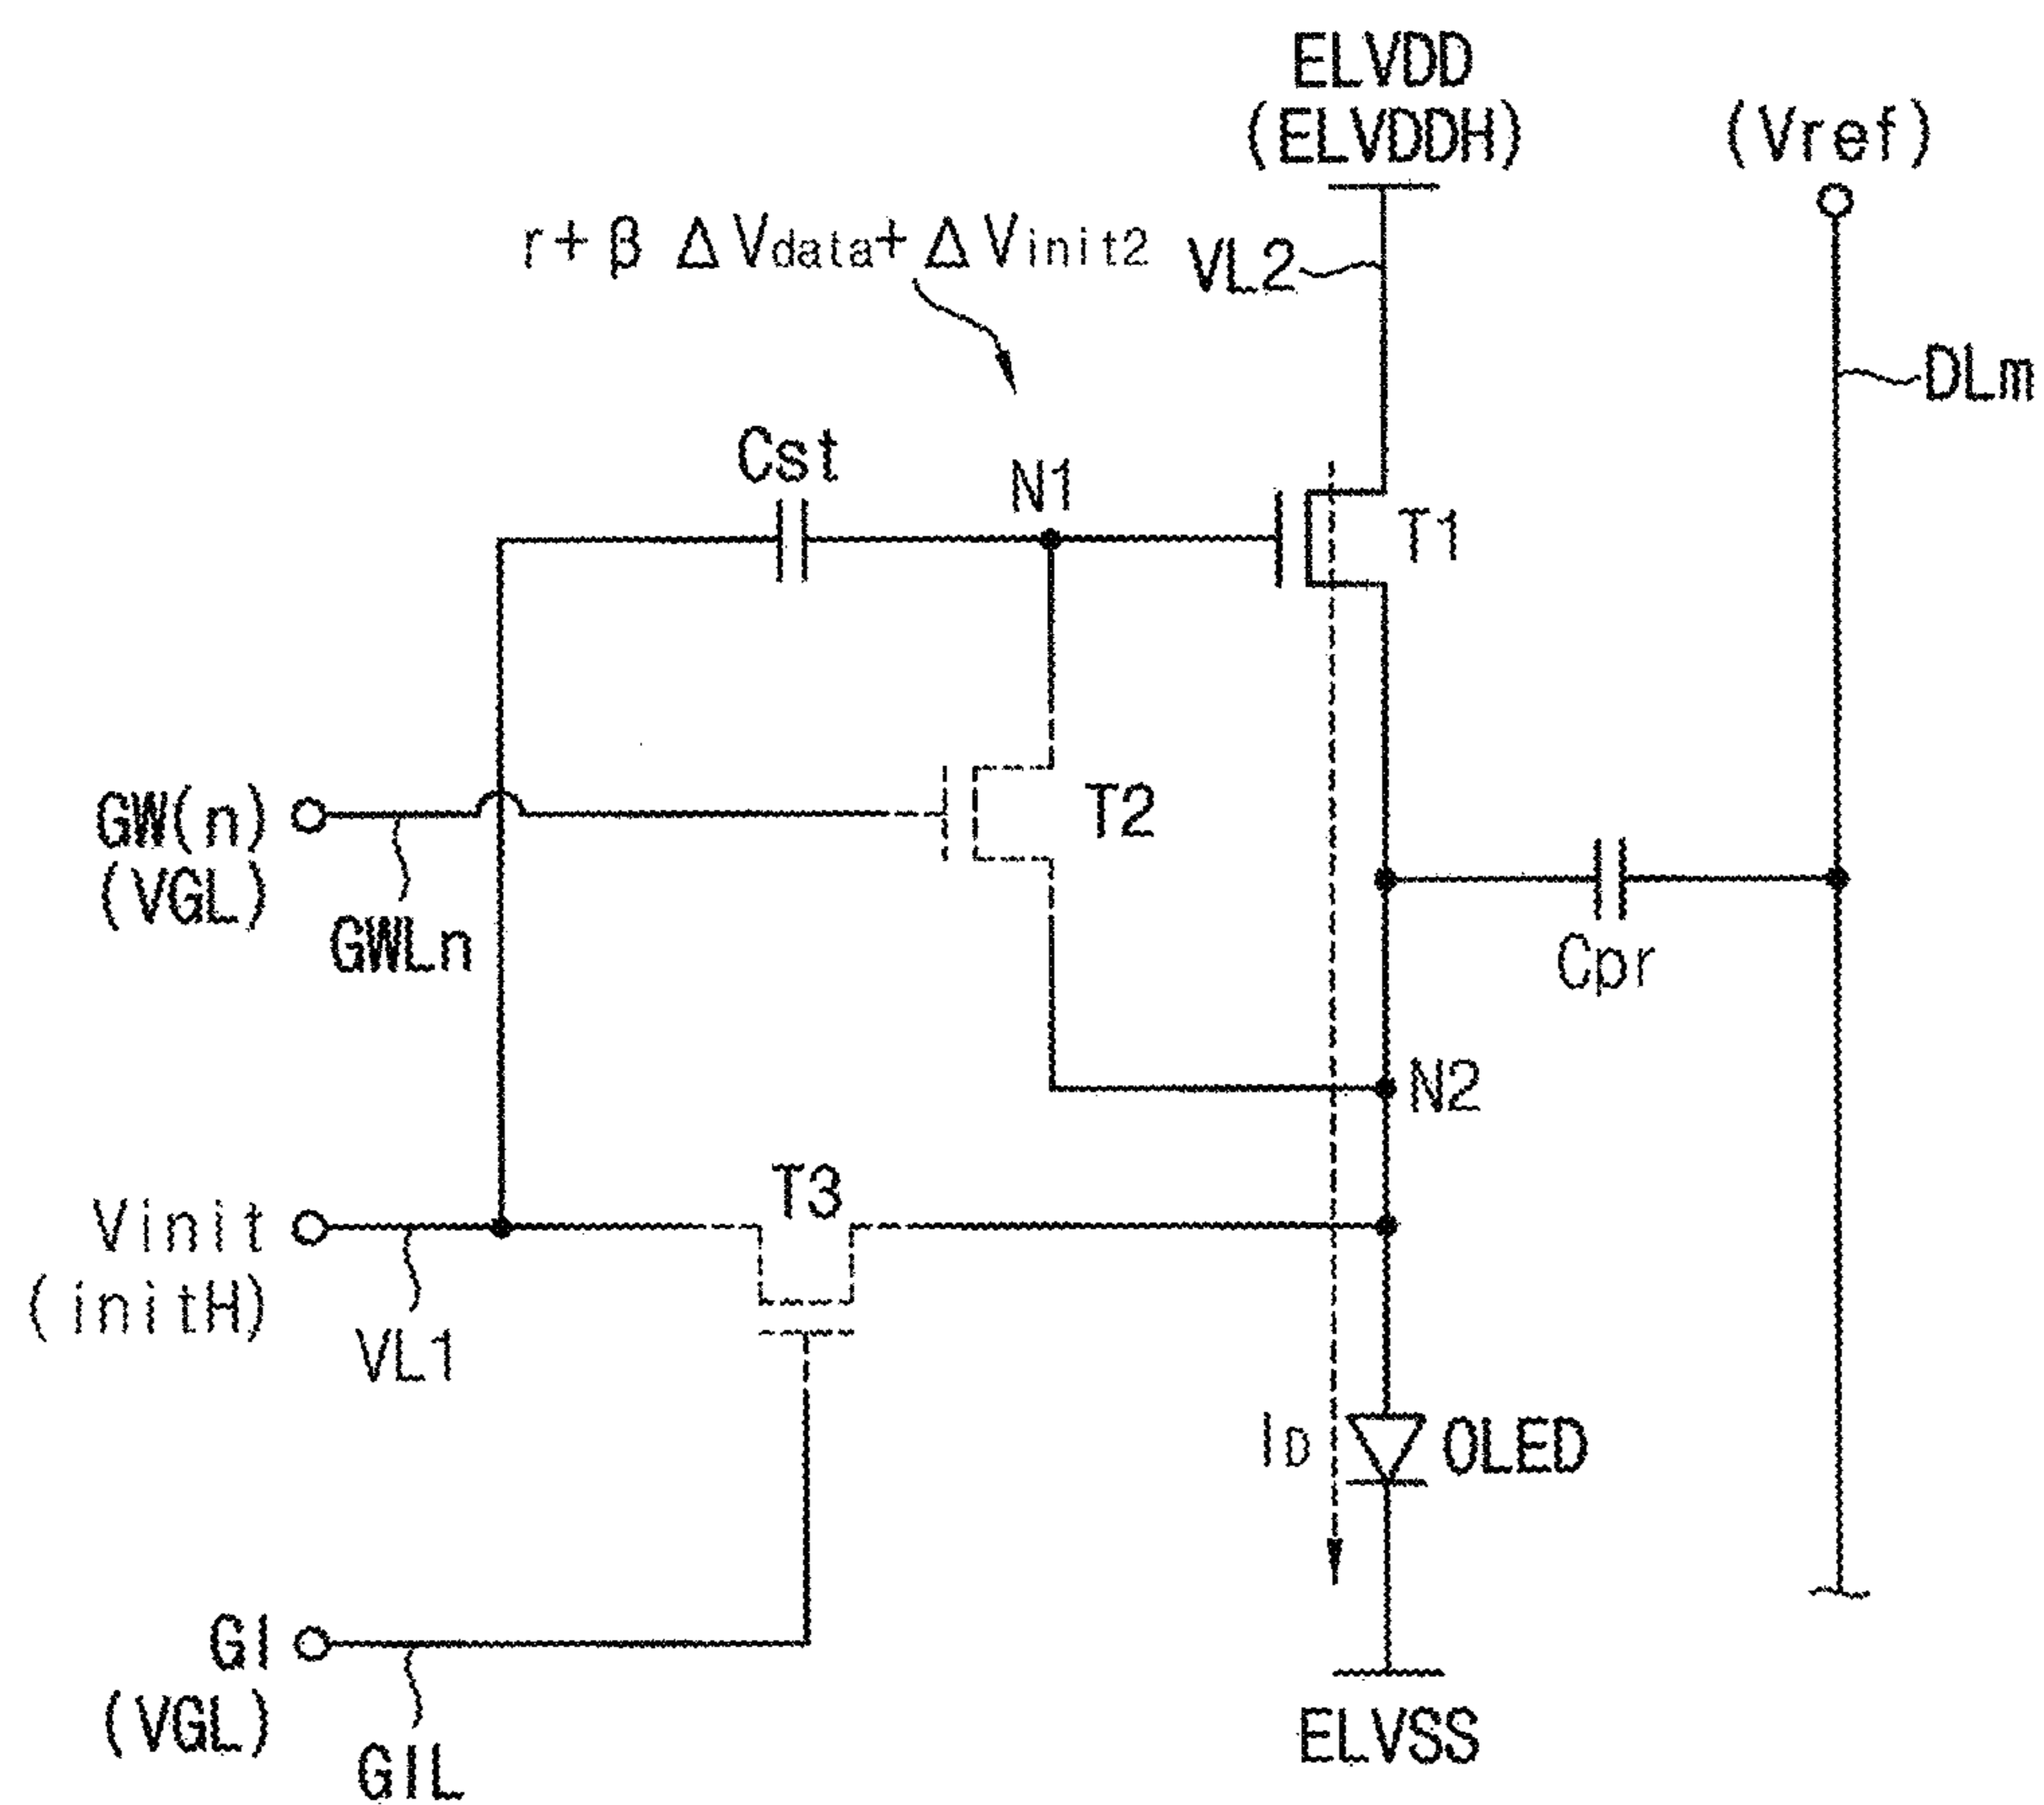 ELVDD
(ELVDDH)
(Vref)
r+β ΔVdata+ΔVinit2
VL2
DLm
Cst
N1
T1
T2
GW(n)
(VGL)
GWLn
Cpr
N2
T3
Vinit
(initH)
VL1
ID
OLED
GI
(VGL)
GIL
ELVSS